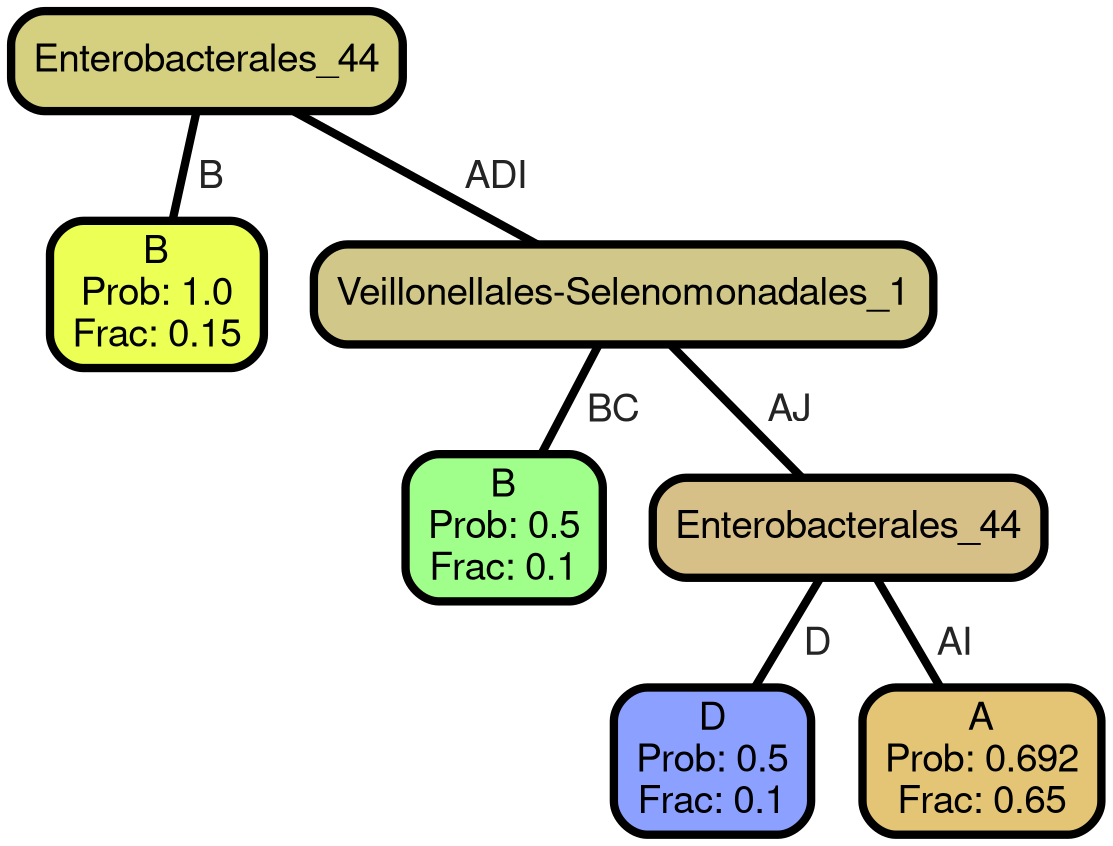 Enterobacterales_44
B
ADI
B
Prob: 1.0
Frac: 0.15
Veillonellales-Selenomonadales_1
BC
AJ
B
Prob: 0.5
Frac: 0.1
Enterobacterales_44
D
AI
D
Prob: 0.5
Frac: 0.1
A
Prob: 0.692
Frac: 0.65